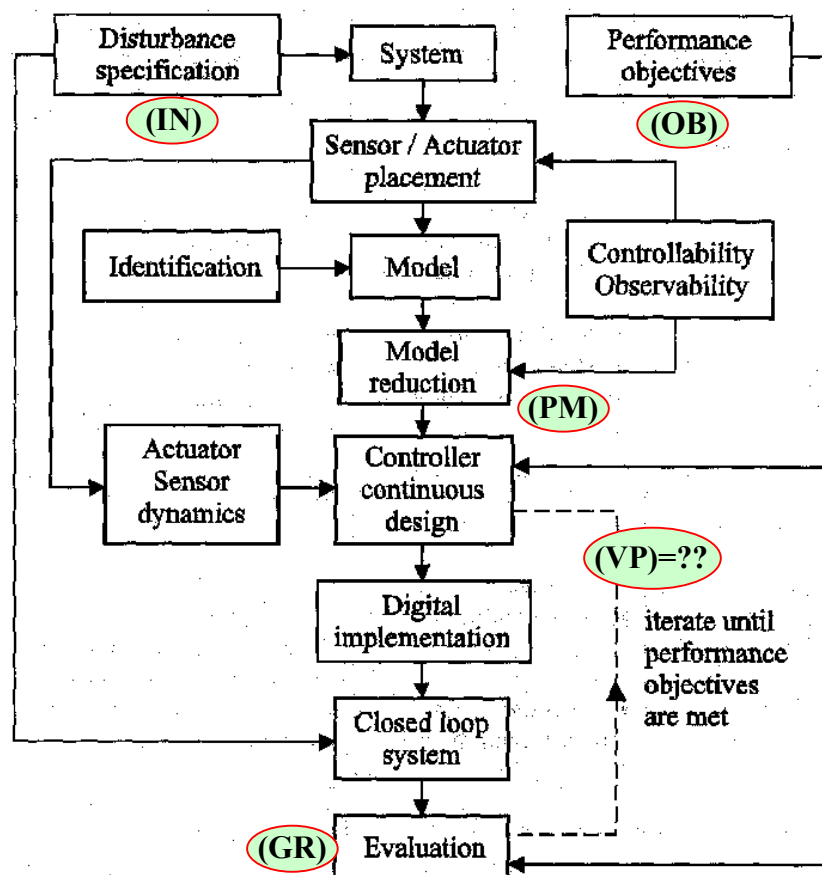 Disturbance
specification
(IN)
System
Performance
objectives
(OB)
Sensor / Actuator
placement
Identification
Model
Controllability
Observability
Model
reduction
(PM)
Actuator
Sensor
dynamics
Controller
continuous
design
(VP)=??
Digital
implementation
iterate until
performance
objectives
are met
Closed loop
system
(GR)
Evaluation